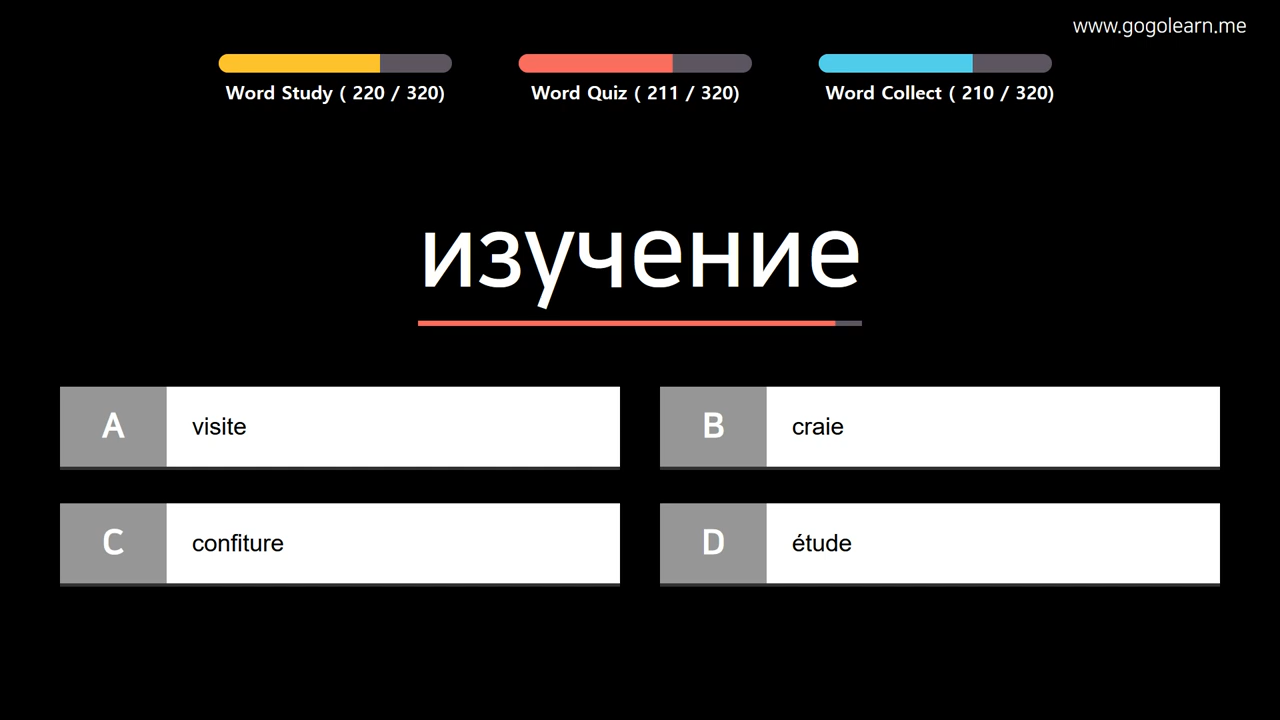 www.gogolearn.me
Word Study ( 220 / 320)
Word Quiz ( 211 / 320)
Word Collect ( 210 / 320)
изучение
A visite
B craie
C confiture
D étude